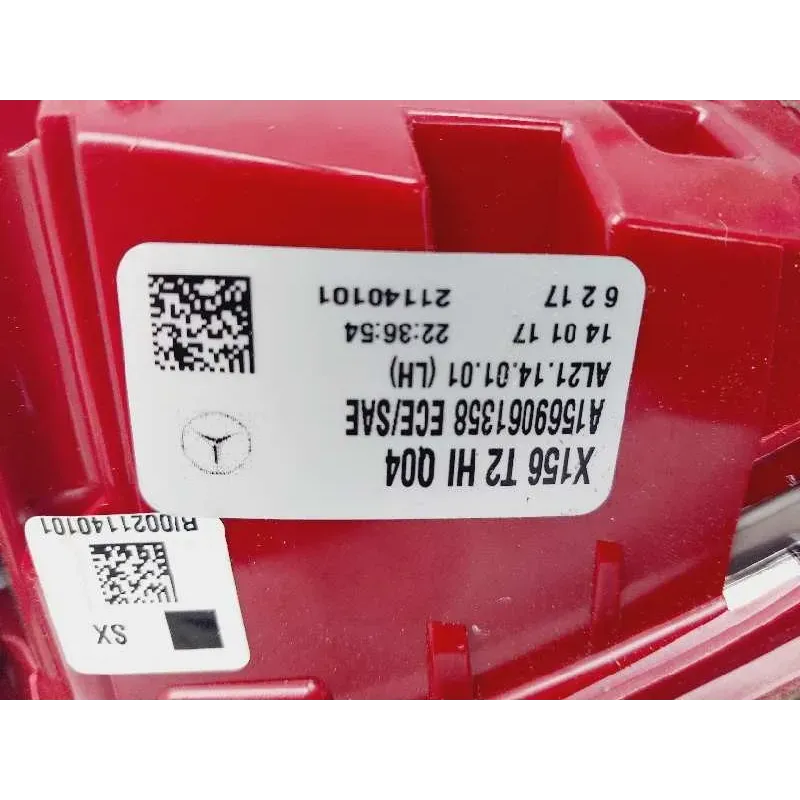 X156 T2 HI Q04
A1569061358 ECE/SAE
AL21.14.01.01 (LH)
14 01 17 22:36:54
6 2 17 21140101
SX
RI0021140101